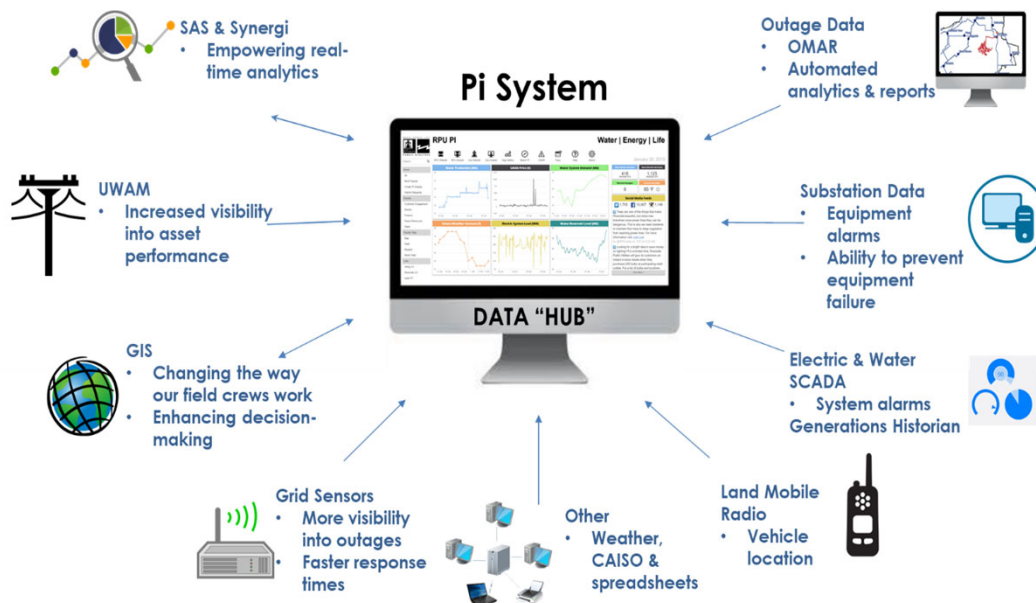 SAS & Synergi
• Empowering real-
time analytics
Outage Data
• OMAR
• Automated
analytics & reports
Pi System
RPU PI
Water | Energy | Life
UWAM
• Increased visibility
into asset
performance
Substation Data
• Equipment
alarms
• Ability to prevent
equipment
failure
DATA “HUB”
GIS
• Changing the way
our field crews work
• Enhancing decision-
making
Electric & Water
SCADA
• System alarms
Generations Historian
Grid Sensors
• More visibility
into outages
• Faster response
times
Other
• Weather,
CAISO &
spreadsheets
Land Mobile
Radio
• Vehicle
location